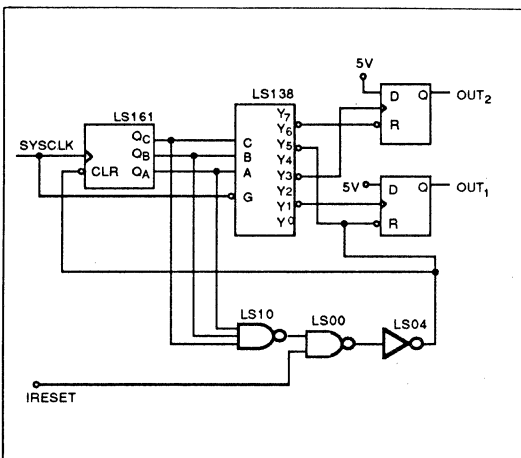 LS161
SYSCLK
QC
QB
QA
CLR
LS138
C
B
A
G
Y7
Y6
Y5
Y4
Y3
Y2
Y1
Y0
5V
D
Q
R
OUT2
5V
D
Q
R
OUT1
LS10
LS00
LS04
IRESET